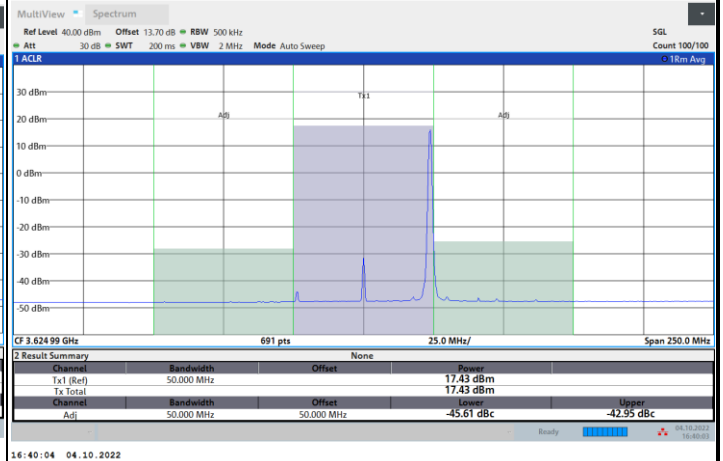 MultiView Spectrum
Ref Level 40.00 dBm Offset 13.70 dB RBW 500 kHz SGL
Att 30 dB SWT 200 ms VBW 2 MHz Mode Auto Sweep Count 100/100
1 ACLR 1Rm Avg
Tx1
30 dBm
Adj Adj
20 dBm
10 dBm
0 dBm
-10 dBm
-20 dBm
-30 dBm
-40 dBm
-50 dBm
CF 3.624 99 GHz 691 pts 25.0 MHz/ Span 250.0 MHz
2 Result Summary None
Channel Bandwidth Offset Power
Tx1 (Ref) 50.000 MHz 17.43 dBm
Tx Total 17.43 dBm
Channel Bandwidth Offset Lower Upper
Adj 50.000 MHz 50.000 MHz -45.61 dBc -42.95 dBc
Ready 04.10.2022
16:40:03
16:40:04 04.10.2022